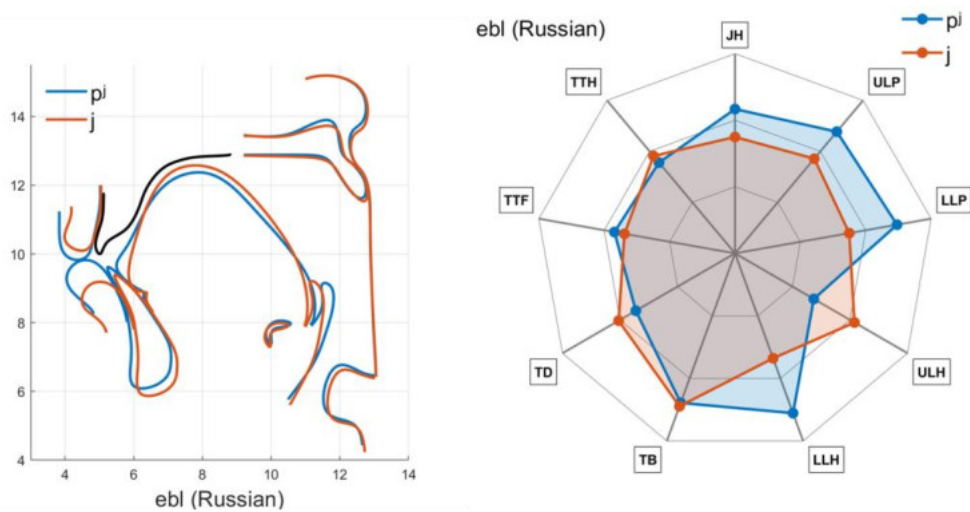 pʲ
j
14
12
10
8
6
4
4 6 8 10 12 14
ebl (Russian)
ebl (Russian)
pʲ
j
JH
ULP
LLP
ULH
LLH
TB
TD
TTF
TTH